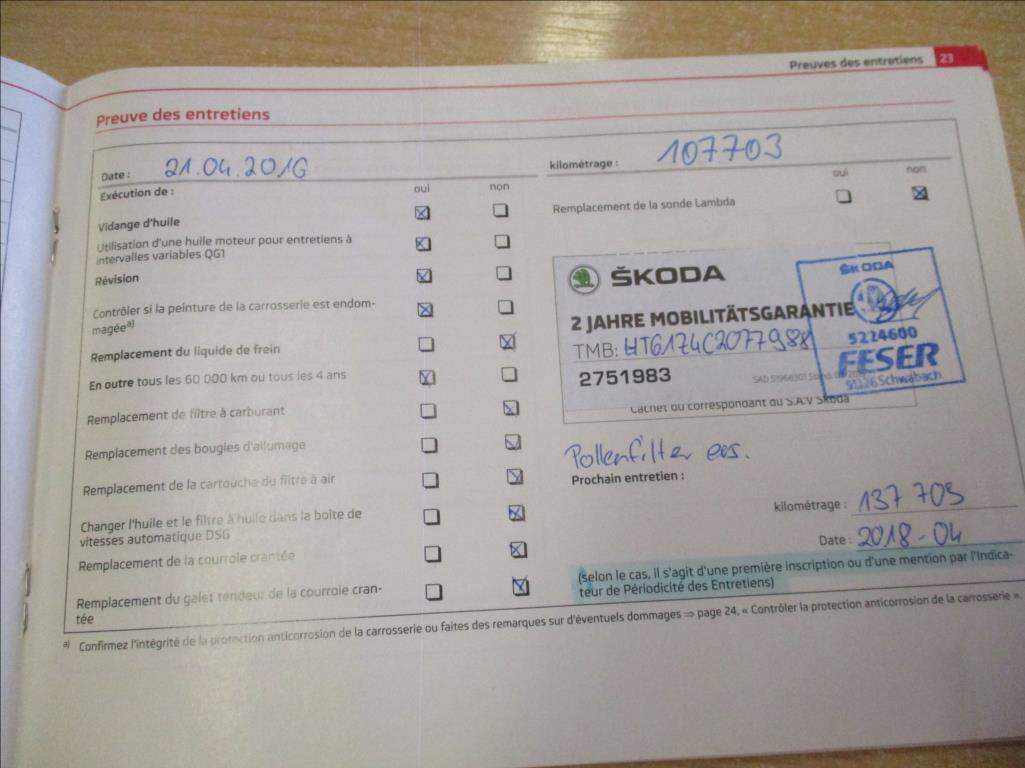 Preuves des entretiens 23
Preuve des entretiens
Date : 21.04.2016
kilométrage : 107703
Exécution de :
oui non
oui non
Vidange d'huile
Remplacement de la sonde Lambda
Utilisation d'une huile moteur pour entretiens à
intervalles variables QG1
Révision
Contrôler si la peinture de la carrosserie est endom-
magée a)
Remplacement du liquide de frein
En outre tous les 60 000 km ou tous les 4 ans
Remplacement de filtre à carburant
Remplacement des bougies d'allumage
Remplacement de la cartouche du filtre à air
Changer l'huile et le filtre à huile dans la boîte de
vitesses automatique DSG
Remplacement de la courroie crantée
Remplacement du galet tendeur de la courroie cran-
tée
ŠKODA
2 JAHRE MOBILITÄTSGARANTIE
TMB:
2751983
ŠKODA
5224600
FESER
91126 Schwabach
Cachet du correspondant du S.A.V Škoda
Pollenfilter ers.
Prochain entretien :
kilométrage : 137 703
Date : 2018-04
(selon le cas, il s'agit d'une première inscription ou d'une mention par l'Indica-
teur de Périodicité des Entretiens)
a) Confirmez l'intégrité de la protection anticorrosion de la carrosserie ou faites des remarques sur d'éventuels dommages ⇒ page 24, « Contrôler la protection anticorrosion de la carrosserie ».